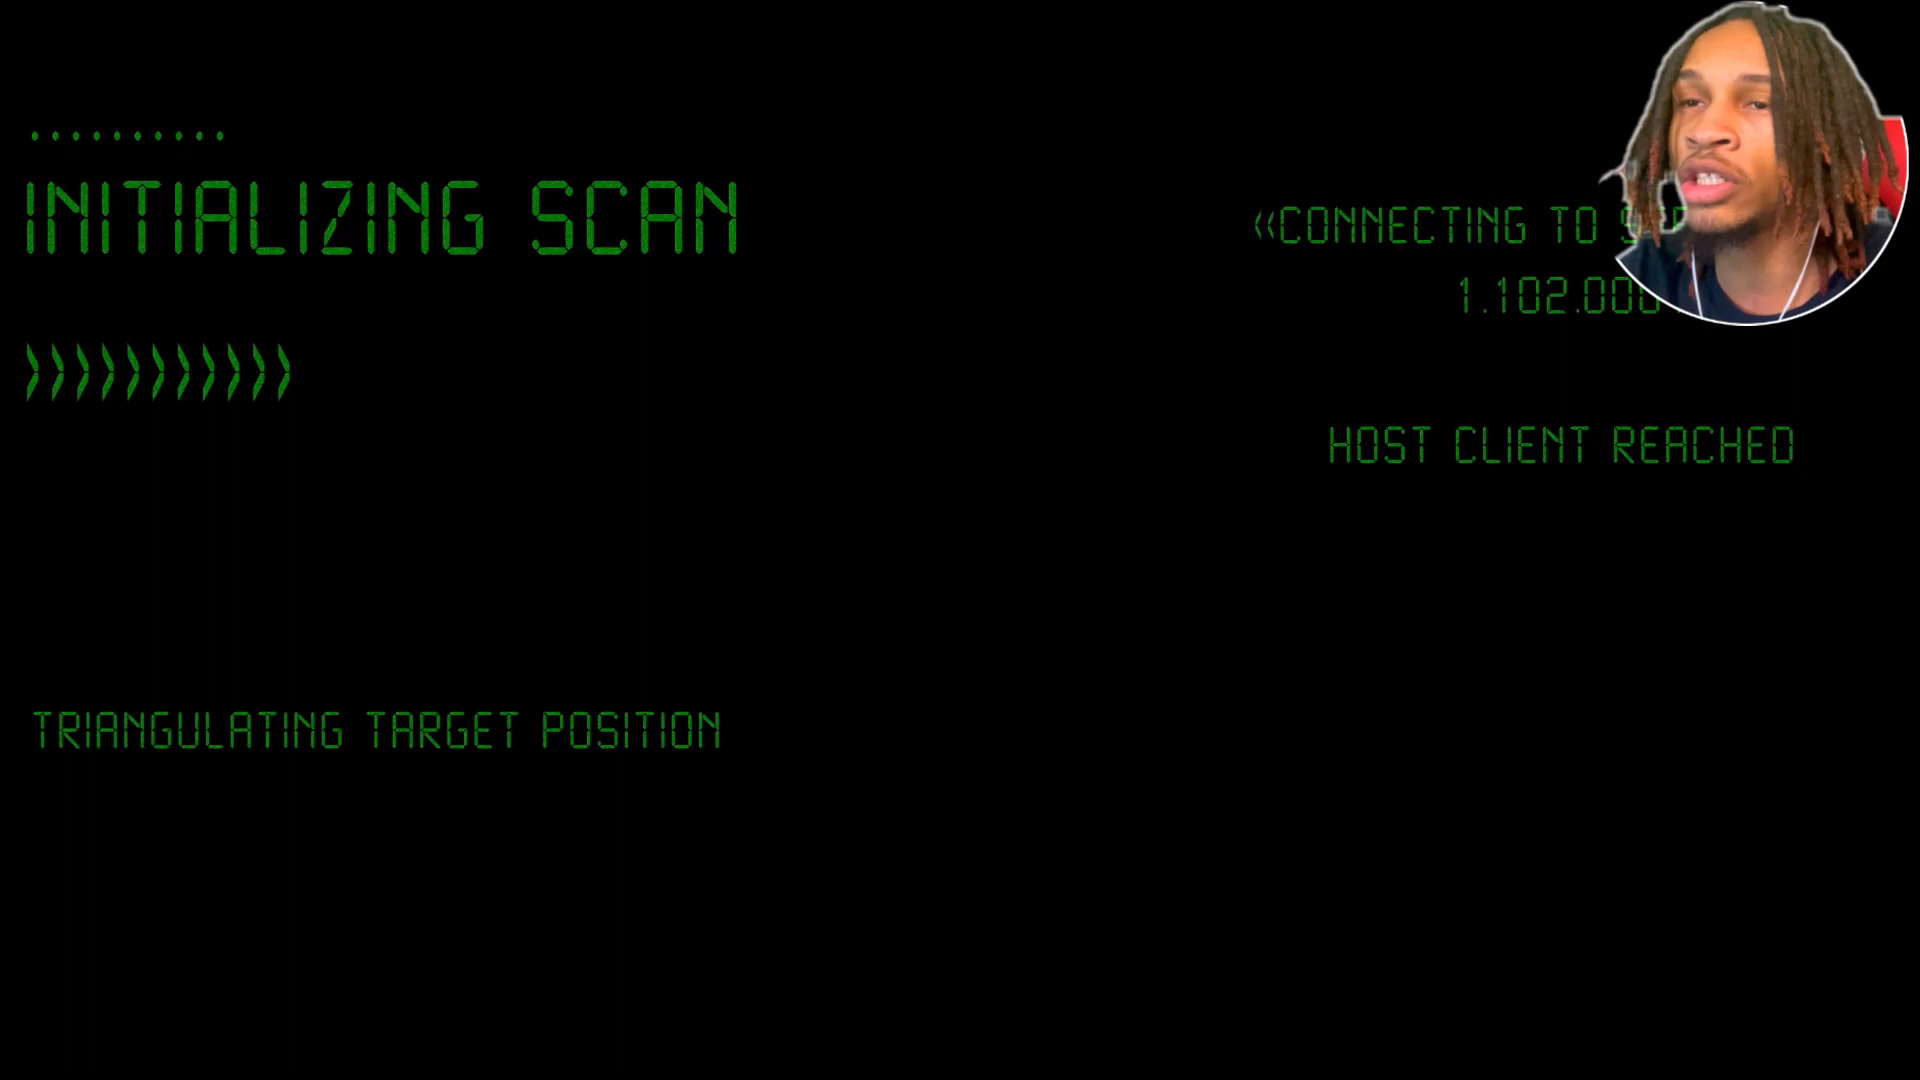 ..........
INITIALIZING SCAN
‹‹CONNECTING TO
1.102.000
›››››››››››
HOST CLIENT REACHED
TRIANGULATING TARGET POSITION